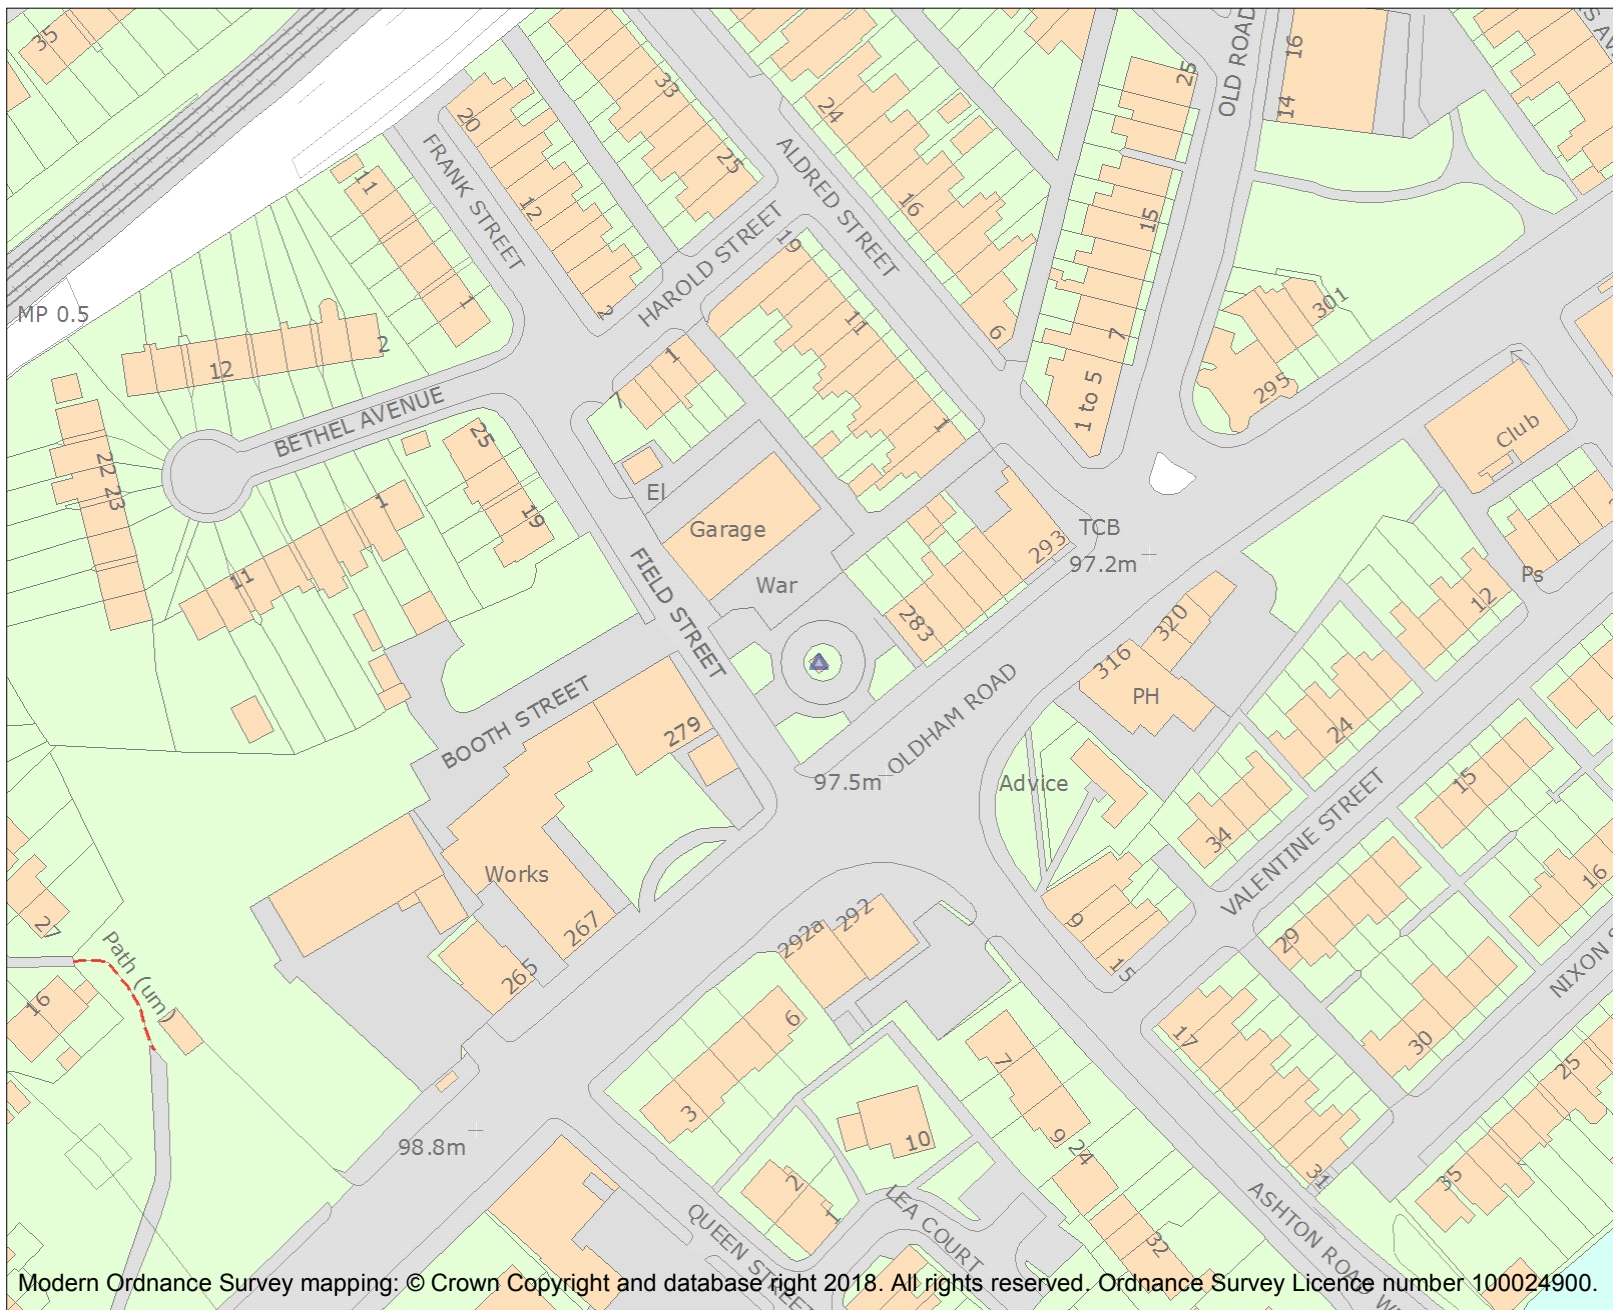 35
33
25
20
12
2
FRANK STREET
11
1
24
16
6
ALDRED STREET
25
15
7
1 to 5
OLD ROAD
16
14
MP 0.5
12
2
HAROLD STREET
19
11
1
301
295
BETHEL AVENUE
22
23
25
19
1
11
1
7
El
Garage
War
FIELD STREET
Club
TCB
97.2m
293
283
Ps
12
320
316
PH
BOOTH STREET
279
OLDHAM ROAD
97.5m
Advice
24
34
15
VALENTINE STREET
16
Works
267
265
27
Path (um)
16
292a
292
9
15
29
30
NIXON S
17
31
25
35
6
3
7
9
24
32
10
2
1
98.8m
QUEEN STREET
LEA COURT
ASHTON ROAD W
Modern Ordnance Survey mapping: © Crown Copyright and database right 2018. All rights reserved. Ordnance Survey Licence number 100024900.